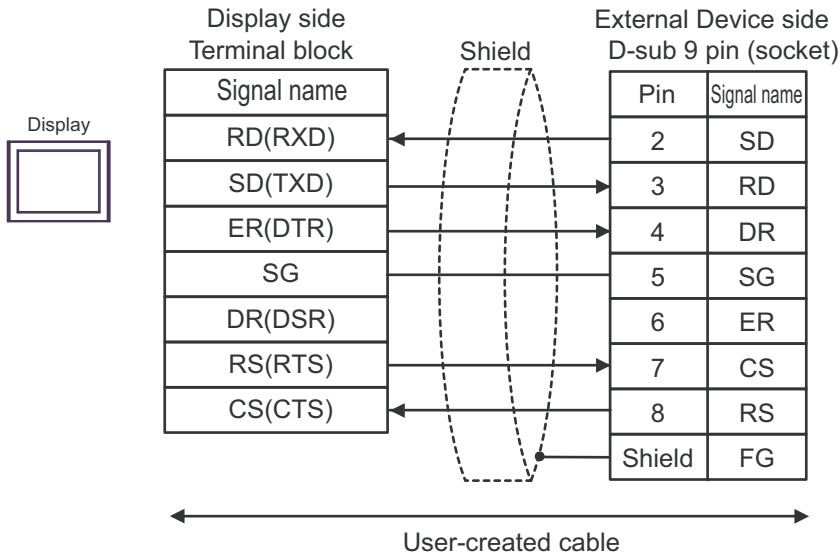 Display side
Terminal block
Shield
External Device side
D-sub 9 pin (socket)
Display
Signal name
Pin Signal name
RD(RXD) 2 SD
SD(TXD) 3 RD
ER(DTR) 4 DR
SG 5 SG
DR(DSR) 6 ER
RS(RTS) 7 CS
CS(CTS) 8 RS
Shield FG
User-created cable